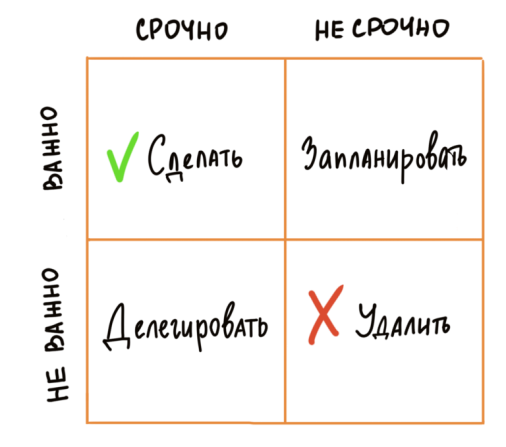 СРОЧНО НЕ СРОЧНО
ВАЖНО
Сделать Запланировать
НЕ ВАЖНО
Делегировать Удалить